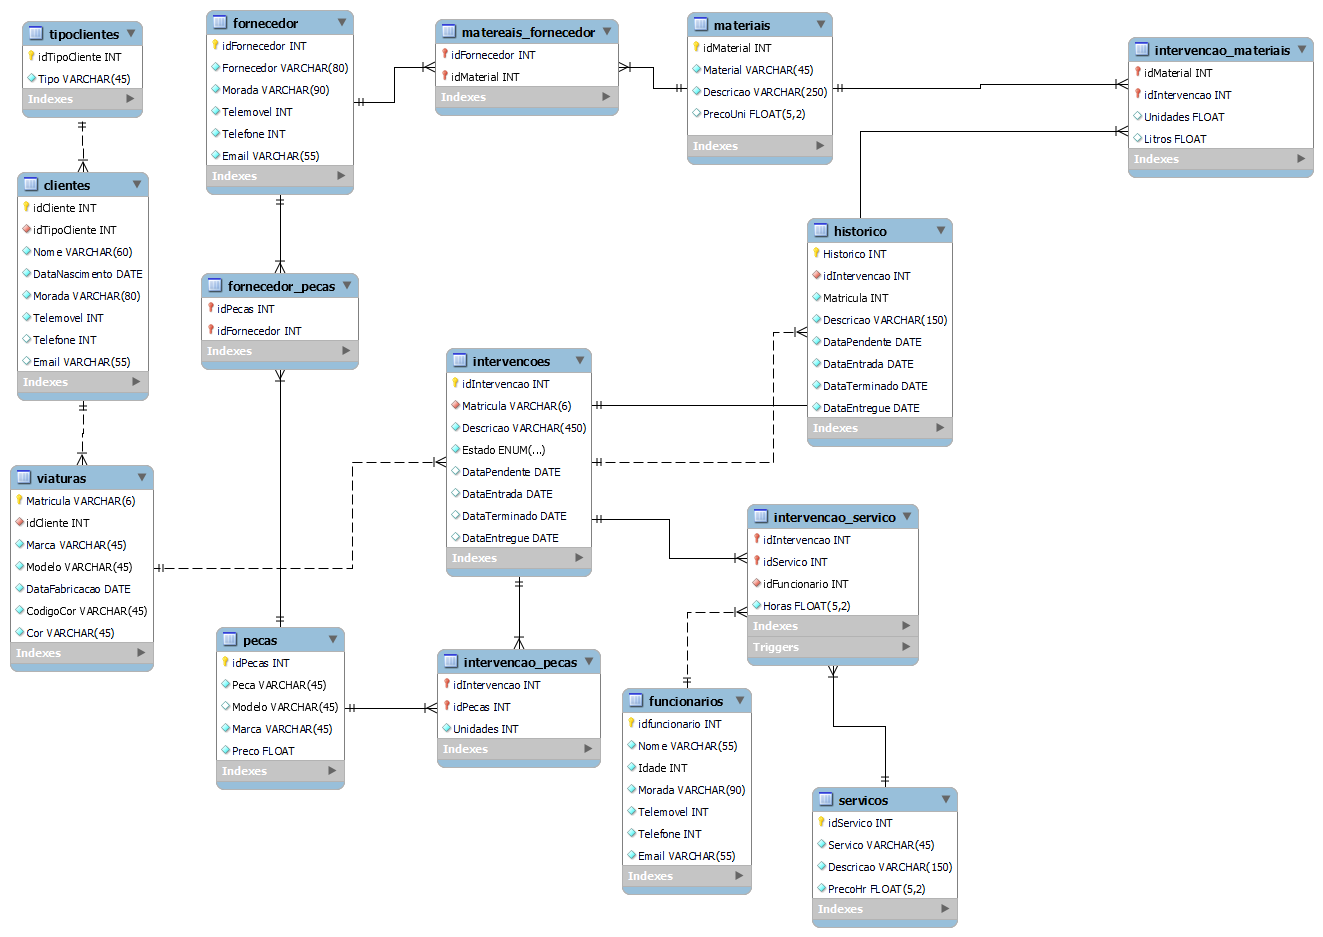 tipoclientes
idTipoCliente INT
Tipo VARCHAR(45)
Indexes
fornecedor
idFornecedor INT
Fornecedor VARCHAR(80)
Morada VARCHAR(90)
Telemovel INT
Telefone INT
Email VARCHAR(55)
Indexes
matereais_fornecedor
idFornecedor INT
idMaterial INT
Indexes
materiais
idMaterial INT
Material VARCHAR(45)
Descricao VARCHAR(250)
PrecoUni FLOAT(5,2)
Indexes
intervencao_materiais
idMaterial INT
idIntervencao INT
Unidades FLOAT
Litros FLOAT
Indexes
clientes
idCliente INT
idTipoCliente INT
Nome VARCHAR(60)
DataNascimento DATE
Morada VARCHAR(80)
Telemovel INT
Telefone INT
Email VARCHAR(55)
Indexes
fornecedor_pecas
idPecas INT
idFornecedor INT
Indexes
historico
Historico INT
idIntervencao INT
Matricula INT
Descricao VARCHAR(150)
DataPendente DATE
DataEntrada DATE
DataTerminado DATE
DataEntregue DATE
Indexes
intervencoes
idIntervencao INT
Matricula VARCHAR(6)
Descricao VARCHAR(450)
Estado ENUM(...)
DataPendente DATE
DataEntrada DATE
DataTerminado DATE
DataEntregue DATE
Indexes
viaturas
Matricula VARCHAR(6)
idCliente INT
Marca VARCHAR(45)
Modelo VARCHAR(45)
DataFabricacao DATE
CodigoCor VARCHAR(45)
Cor VARCHAR(45)
Indexes
intervencao_servico
idIntervencao INT
idServico INT
idFuncionario INT
Horas FLOAT(5,2)
Indexes
Triggers
pecas
idPecas INT
Peca VARCHAR(45)
Modelo VARCHAR(45)
Marca VARCHAR(45)
Preco FLOAT
Indexes
intervencao_pecas
idIntervencao INT
idPecas INT
Unidades INT
Indexes
funcionarios
idfuncionario INT
Nome VARCHAR(55)
Idade INT
Morada VARCHAR(90)
Telemovel INT
Telefone INT
Email VARCHAR(55)
Indexes
servicos
idServico INT
Servico VARCHAR(45)
Descricao VARCHAR(150)
PrecoHr FLOAT(5,2)
Indexes